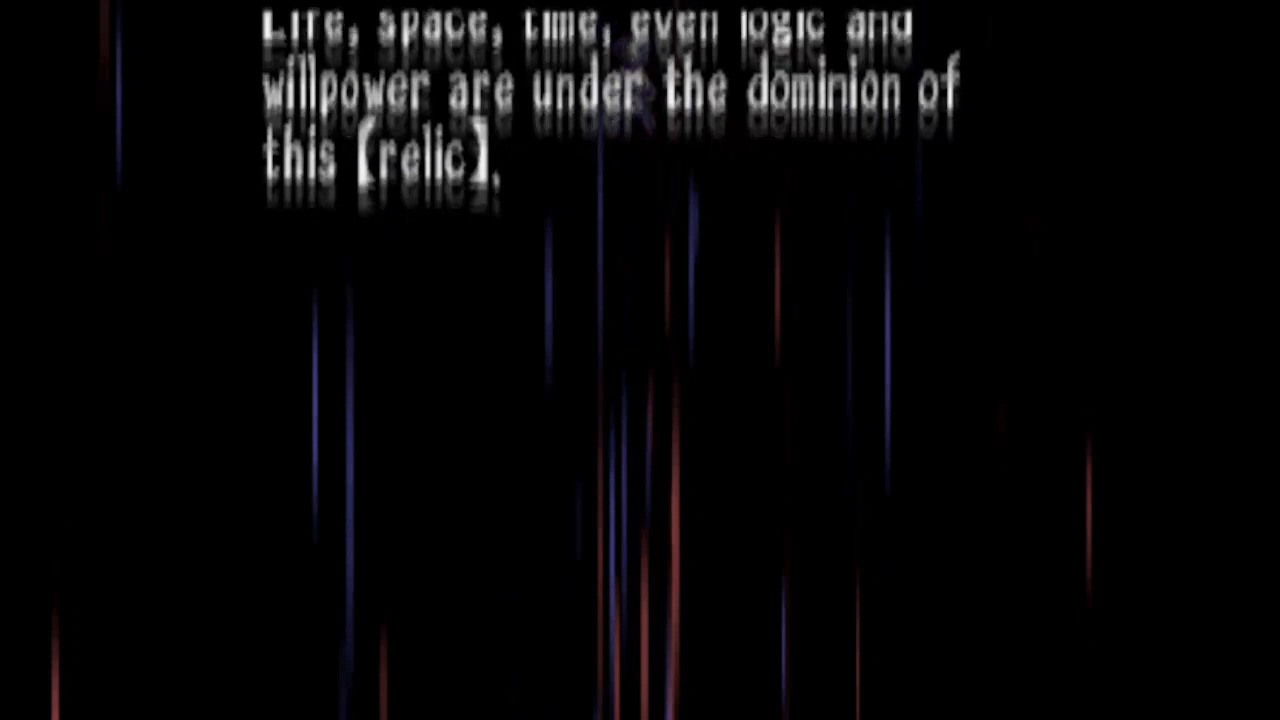 Life, space, time, even logic and
willpower are under the dominion of
this【relic】.